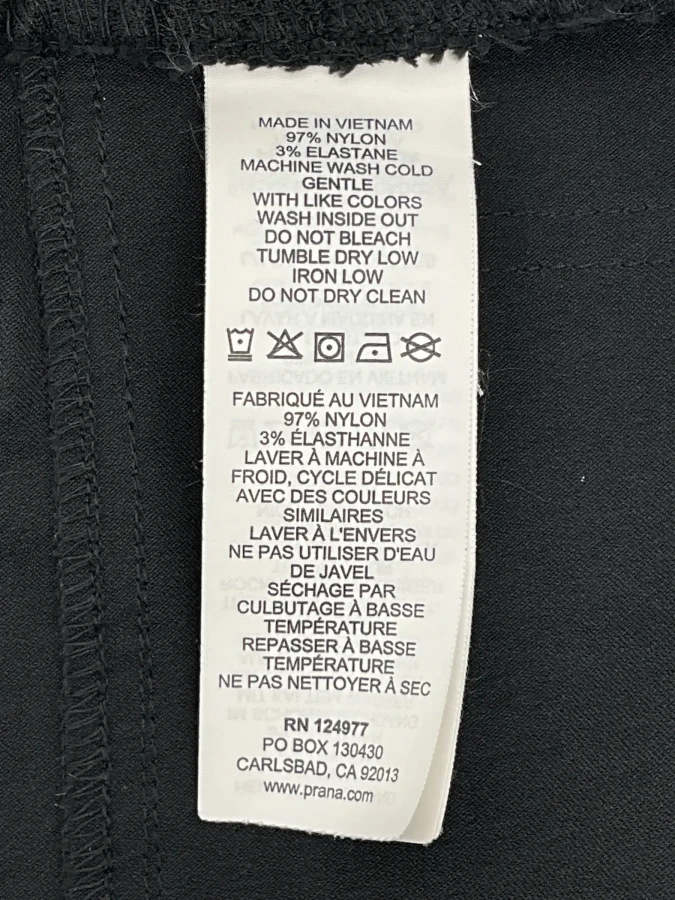 MADE IN VIETNAM
97% NYLON
3% ELASTANE
MACHINE WASH COLD
GENTLE
WITH LIKE COLORS
WASH INSIDE OUT
DO NOT BLEACH
TUMBLE DRY LOW
IRON LOW
DO NOT DRY CLEAN
FABRIQUÉ AU VIETNAM
97% NYLON
3% ÉLASTHANNE
LAVER À MACHINE À
FROID, CYCLE DÉLICAT
AVEC DES COULEURS
SIMILAIRES
LAVER À L'ENVERS
NE PAS UTILISER D'EAU
DE JAVEL
SÉCHAGE PAR
CULBUTAGE À BASSE
TEMPÉRATURE
REPASSER À BASSE
TEMPÉRATURE
NE PAS NETTOYER À SEC
RN 124977
PO BOX 130430
CARLSBAD, CA 92013
www.prana.com